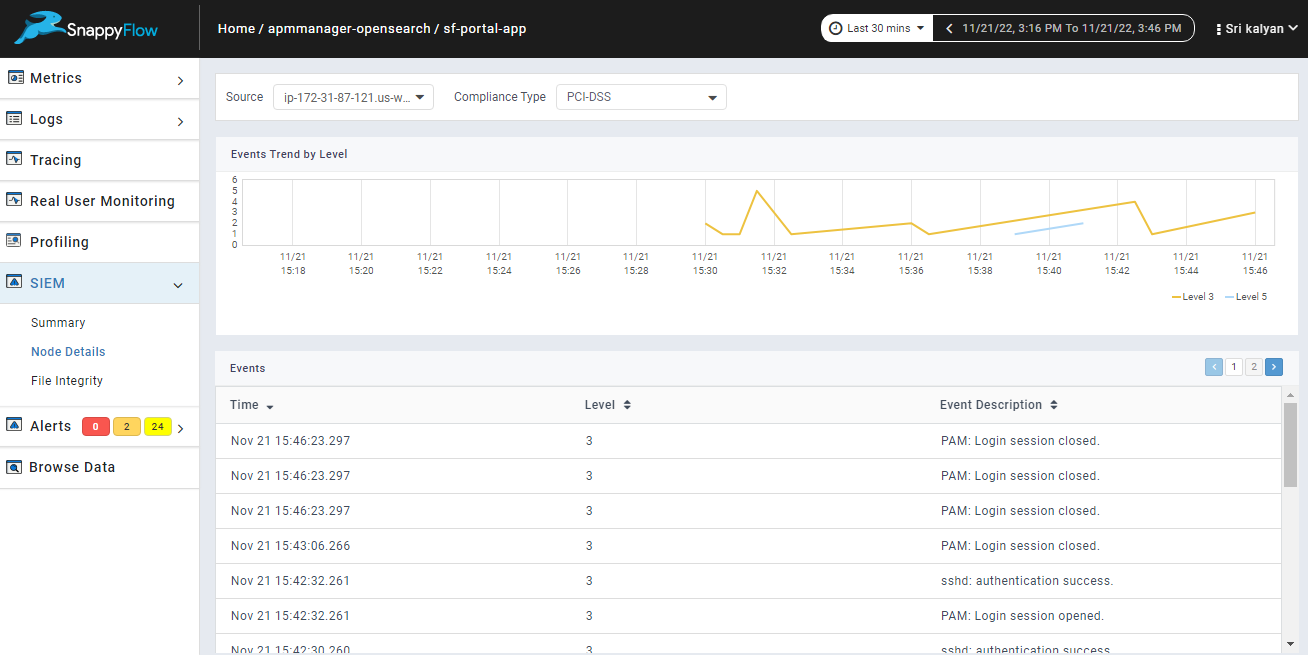 SnappyFlow
Home / apmmanager-opensearch / sf-portal-app
Last 30 mins
11/21/22, 3:16 PM To 11/21/22, 3:46 PM
Sri kalyan
Metrics
Logs
Tracing
Real User Monitoring
Profiling
SIEM
Summary
Node Details
File Integrity
Alerts 0 2 24
Browse Data
Source ip-172-31-87-121.us-w... Compliance Type PCI-DSS
Events Trend by Level
6
5
4
3
2
1
0
11/21 11/21 11/21 11/21 11/21 11/21 11/21 11/21 11/21 11/21 11/21 11/21 11/21 11/21 11/21
15:18 15:20 15:22 15:24 15:26 15:28 15:30 15:32 15:34 15:36 15:38 15:40 15:42 15:44 15:46
Level 3 Level 5
Events
1 2
Time Level Event Description
Nov 21 15:46:23.297 3 PAM: Login session closed.
Nov 21 15:46:23.297 3 PAM: Login session closed.
Nov 21 15:46:23.297 3 PAM: Login session closed.
Nov 21 15:43:06.266 3 PAM: Login session closed.
Nov 21 15:42:32.261 3 sshd: authentication success.
Nov 21 15:42:32.261 3 PAM: Login session opened.
Nov 21 15:42:30.260 3 sshd: authentication success.